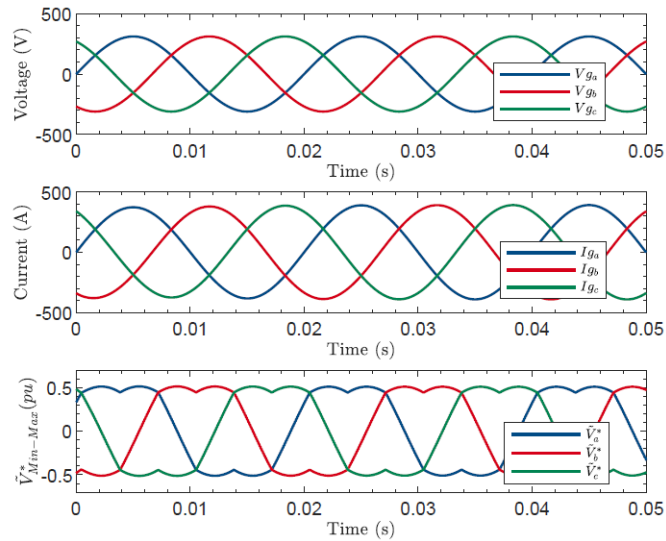 500
0
-500
Voltage (V)
Vg_a
Vg_b
Vg_c
0 0.01 0.02 0.03 0.04 0.05
Time (s)
500
0
-500
Current (A)
Ig_a
Ig_b
Ig_c
0 0.01 0.02 0.03 0.04 0.05
Time (s)
0.5
0
-0.5
Ṽ*_{Min−Max}(pu)
Ṽ*_a
Ṽ*_b
Ṽ*_c
0 0.01 0.02 0.03 0.04 0.05
Time (s)